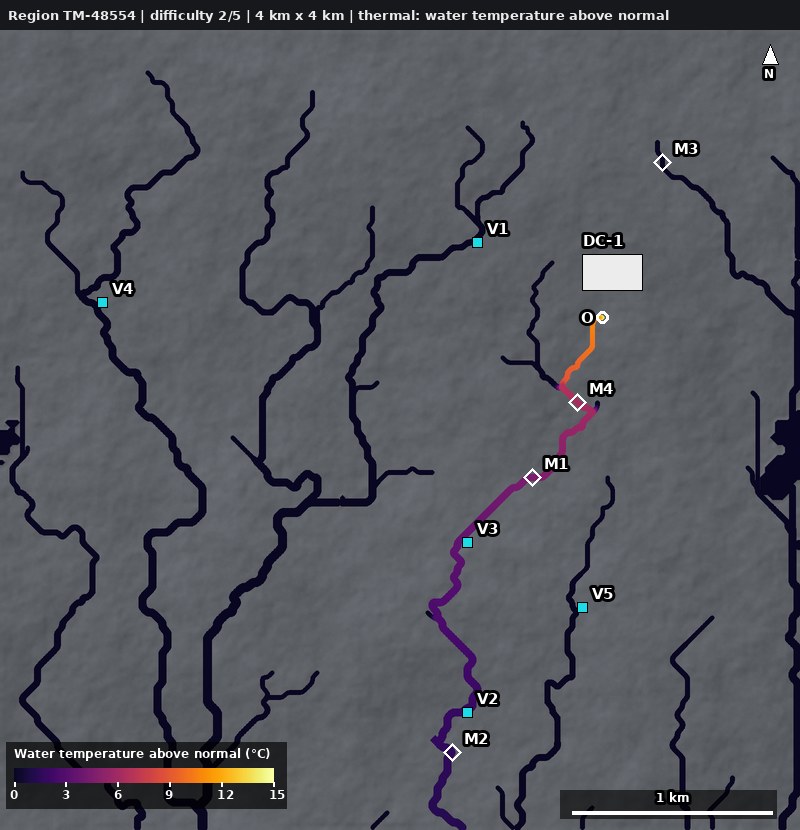 Region TM-48554 | difficulty 2/5 | 4 km x 4 km | thermal: water temperature above normal
N
M3
V1
DC-1
V4
O
M4
M1
V3
V5
V2
M2
Water temperature above normal (°C)
0 3 6 9 12 15
1 km